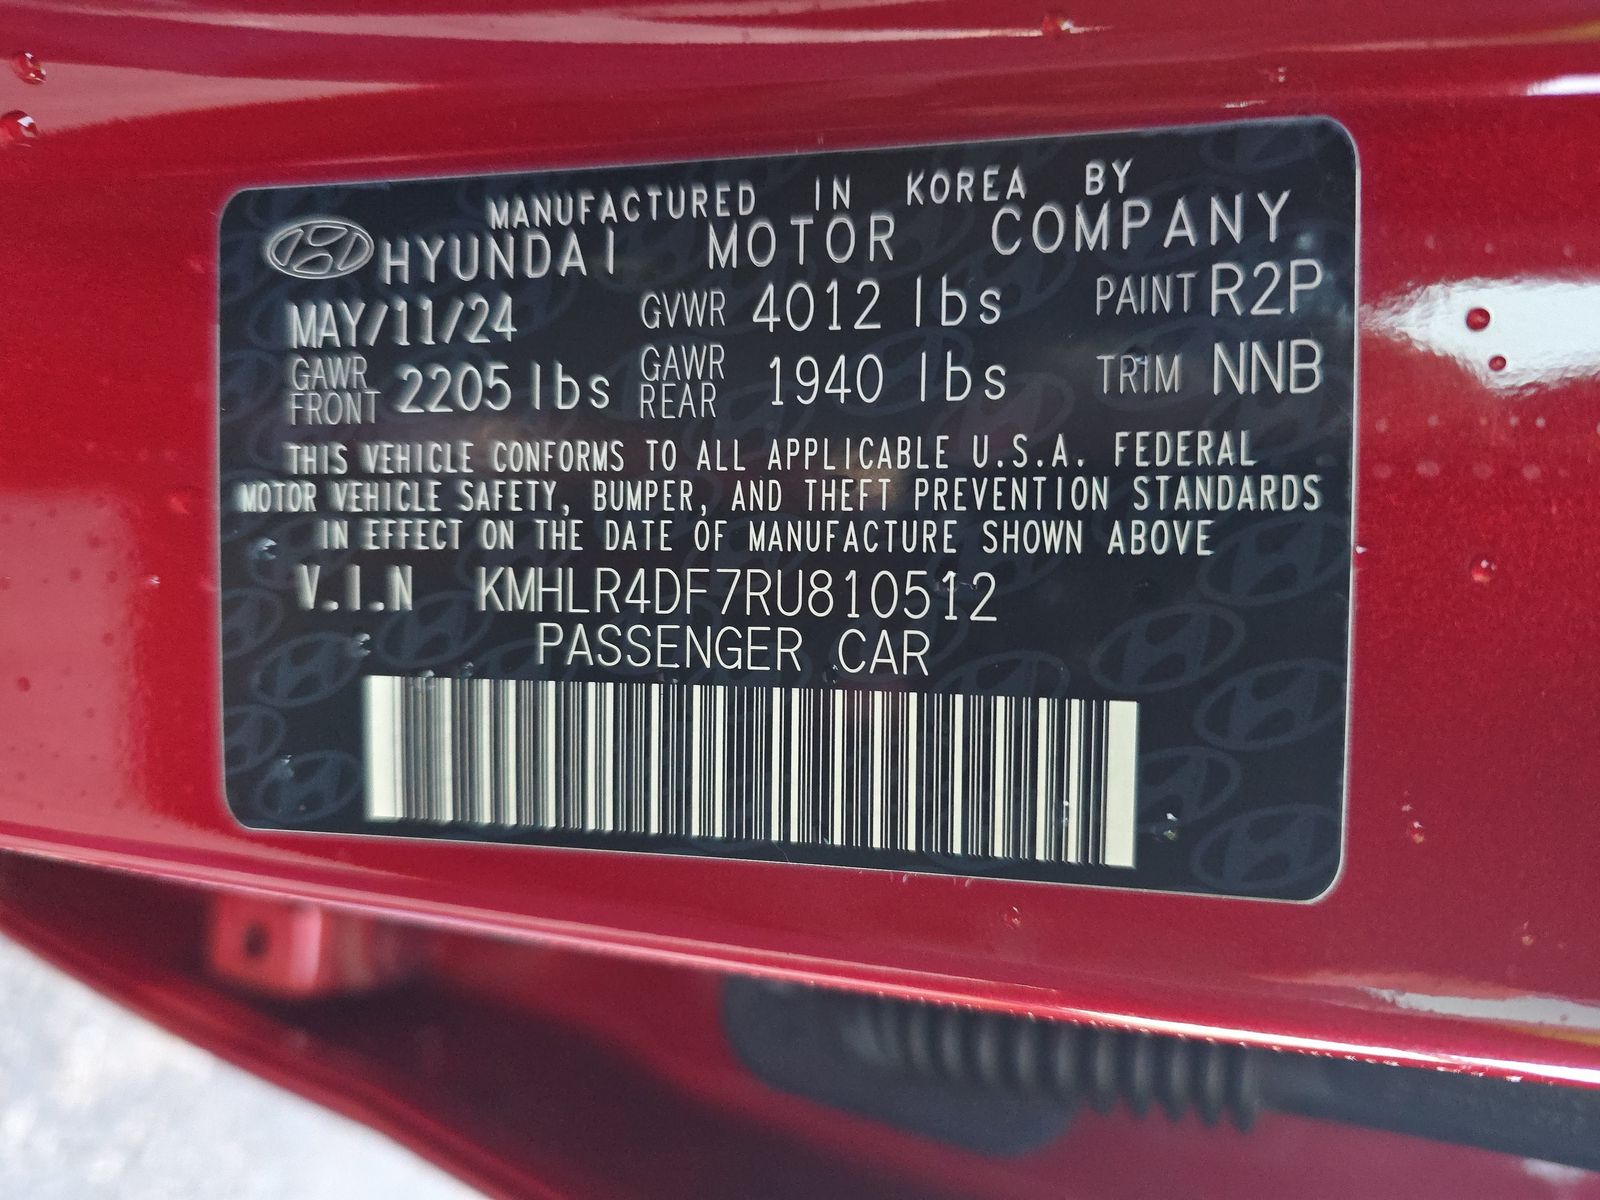 MANUFACTURED IN KOREA BY
HYUNDAI MOTOR COMPANY
MAY/11/24 GVWR 4012 lbs PAINT R2P
GAWR FRONT 2205 lbs GAWR REAR 1940 lbs TRIM NNB
THIS VEHICLE CONFORMS TO ALL APPLICABLE U.S.A. FEDERAL
MOTOR VEHICLE SAFETY, BUMPER, AND THEFT PREVENTION STANDARDS
IN EFFECT ON THE DATE OF MANUFACTURE SHOWN ABOVE
V.I.N KMHLR4DF7RU810512
PASSENGER CAR